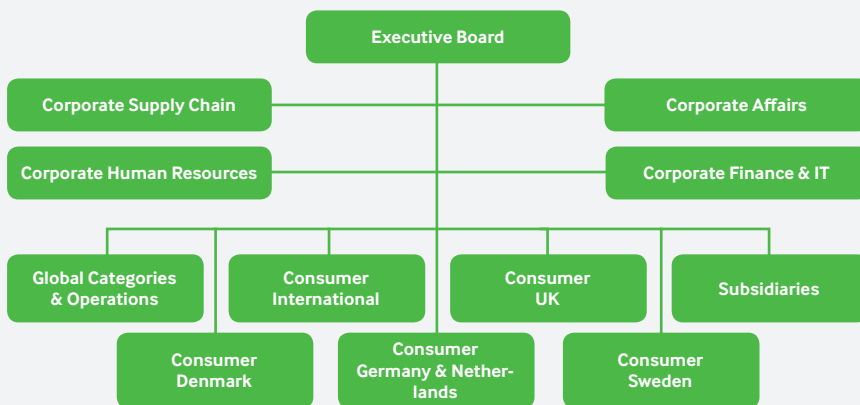 Executive Board
Corporate Supply Chain
Corporate Affairs
Corporate Human Resources
Corporate Finance & IT
Global Categories
& Operations
Consumer
International
Consumer
UK
Subsidiaries
Consumer
Denmark
Consumer
Germany & Nether-
lands
Consumer
Sweden